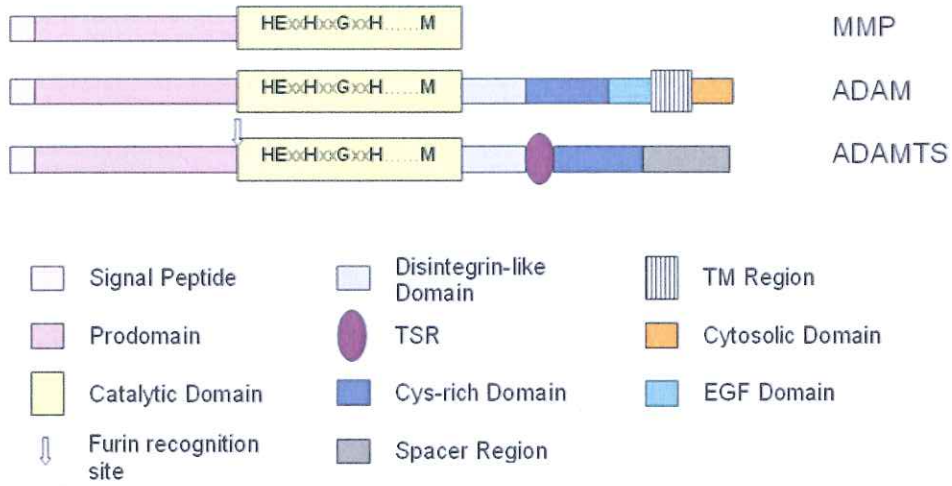 HExxHxxGxxH......M MMP
HExxHxxGxxH......M ADAM
HExxHxxGxxH......M ADAMTS
Signal Peptide
Disintegrin-like
Domain
TM Region
Prodomain
TSR
Cytosolic Domain
Catalytic Domain
Cys-rich Domain
EGF Domain
Furin recognition
site
Spacer Region